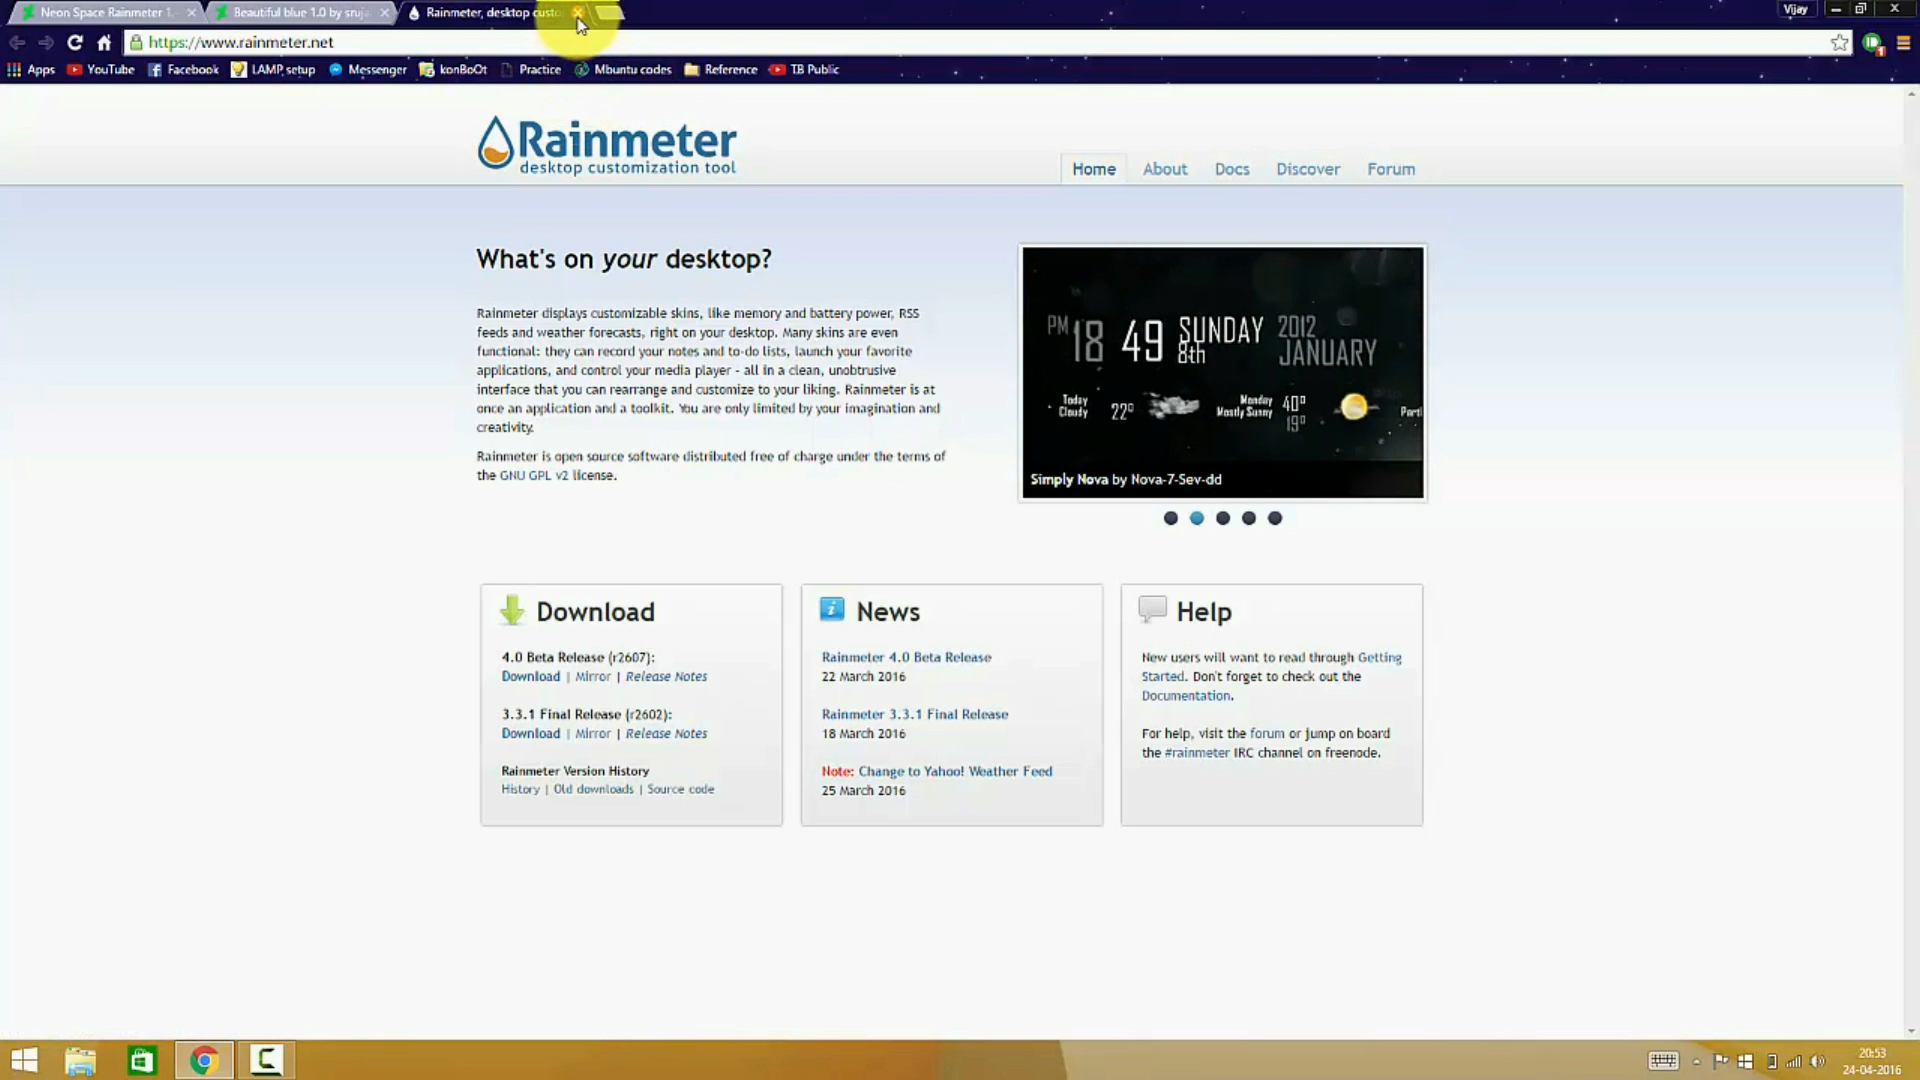 Neon Space Rainmeter 1.
Beautiful blue 1.0 by sruj
Rainmeter, desktop custo
Vijay
https://www.rainmeter.net
Apps
YouTube
Facebook
LAMP setup
Messenger
konBoOt
Practice
Mbuntu codes
Reference
TB Public
Rainmeter
desktop customization tool
Home
About
Docs
Discover
Forum
What's on your desktop?
Rainmeter displays customizable skins, like memory and battery power, RSS
feeds and weather forecasts, right on your desktop. Many skins are even
functional: they can record your notes and to-do lists, launch your favorite
applications, and control your media player - all in a clean, unobtrusive
interface that you can rearrange and customize to your liking. Rainmeter is at
once an application and a toolkit. You are only limited by your imagination and
creativity.
Rainmeter is open source software distributed free of charge under the terms of
the GNU GPL v2 license.
PM 18 49 SUNDAY 8th 2012 JANUARY
Today
Cloudy
22°
Monday
Mostly Sunny
40°
19°
Part
Simply Nova by Nova-7-Sev-dd
Download
4.0 Beta Release (r2607):
Download | Mirror | Release Notes
3.3.1 Final Release (r2602):
Download | Mirror | Release Notes
Rainmeter Version History
History | Old downloads | Source code
News
Rainmeter 4.0 Beta Release
22 March 2016
Rainmeter 3.3.1 Final Release
18 March 2016
Note: Change to Yahoo! Weather Feed
25 March 2016
Help
New users will want to read through Getting
Started. Don't forget to check out the
Documentation.
For help, visit the forum or jump on board
the #rainmeter IRC channel on freenode.
20:53
24-04-2016